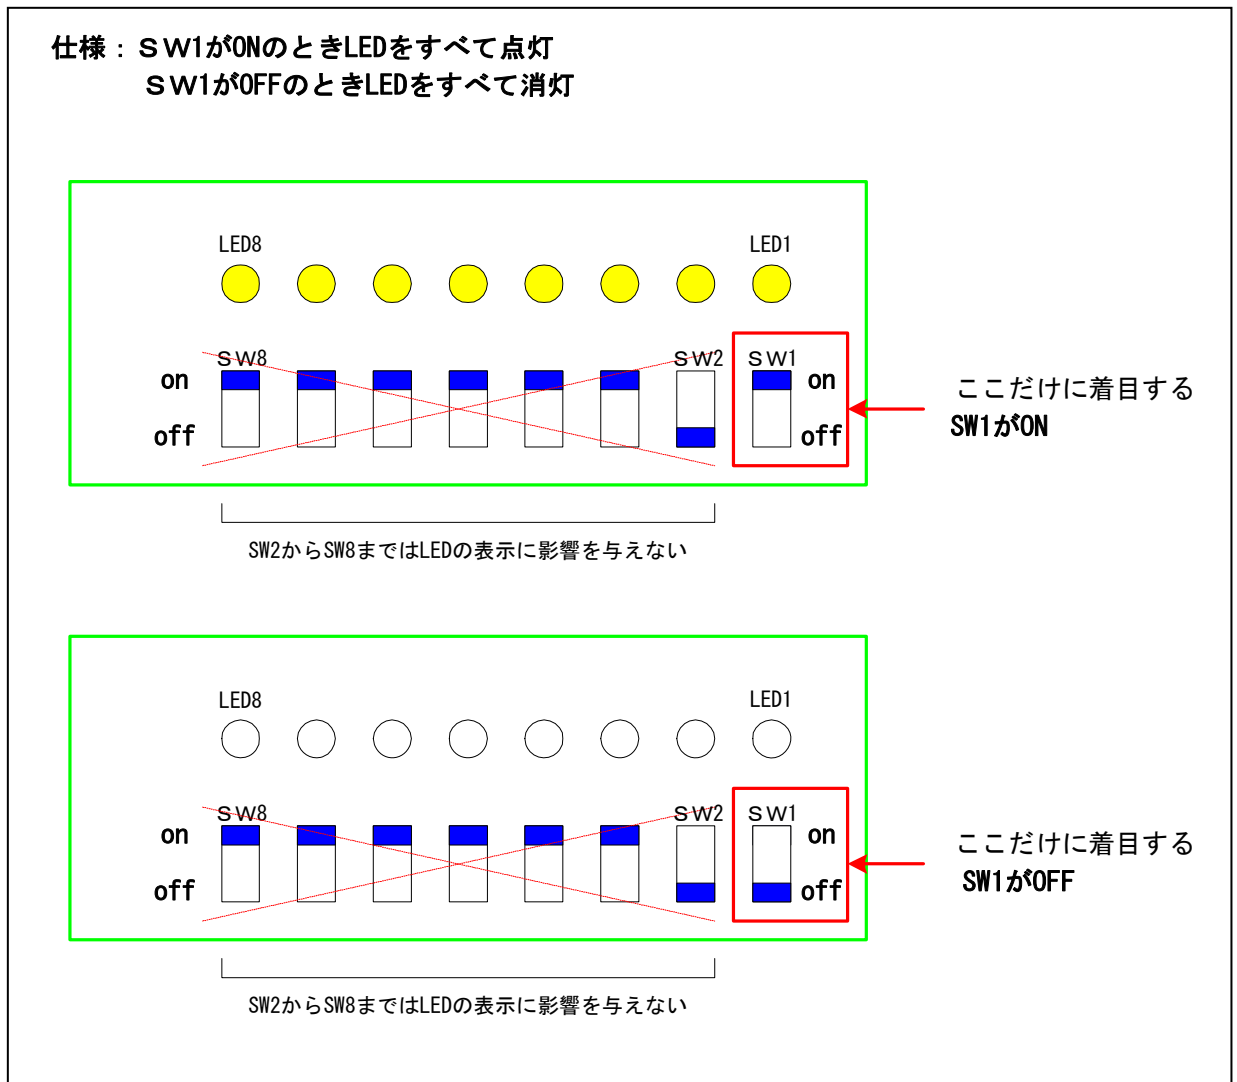 仕様：ＳＷ1がONのときLEDをすべて点灯
ＳＷ1がOFFのときLEDをすべて消灯
LED8 LED1
ＳＷ8 ＳＷ2 ＳＷ1
on on
off off
ここだけに着目する
SW1がON
SW2からSW8まではLEDの表示に影響を与えない
LED8 LED1
ＳＷ8 ＳＷ2 ＳＷ1
on on
off off
ここだけに着目する
SW1がOFF
SW2からSW8まではLEDの表示に影響を与えない